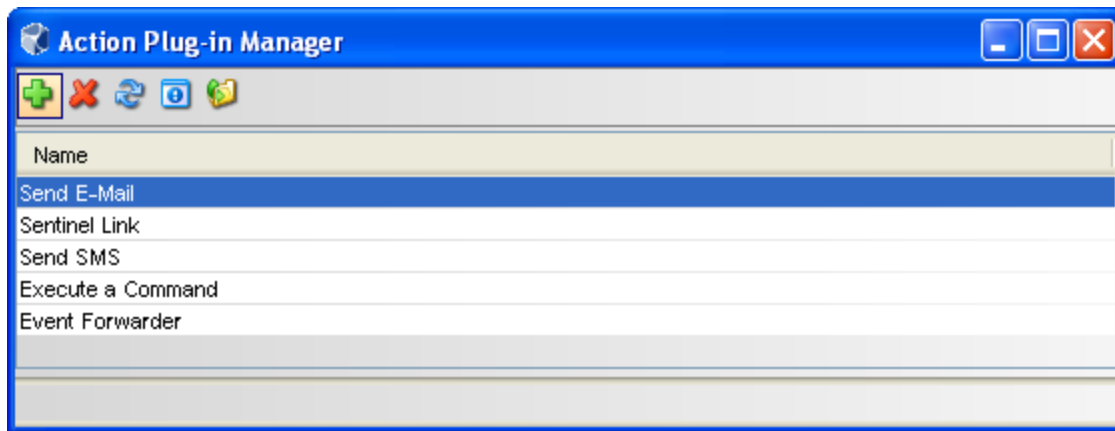 Action Plug-in Manager
Name
Send E-Mail
Sentinel Link
Send SMS
Execute a Command
Event Forwarder